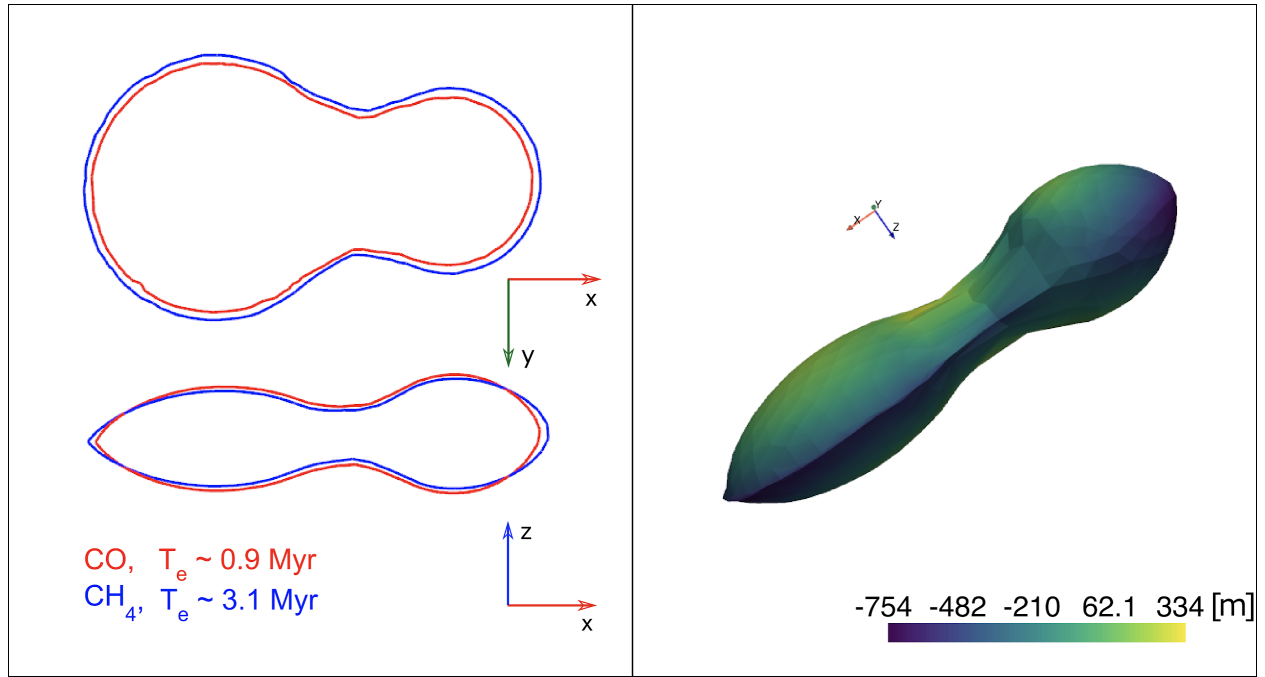 x
y
z
x
CO, Te ~ 0.9 Myr
CH4, Te ~ 3.1 Myr
Y
X
Z
-754 -482 -210 62.1 334 [m]